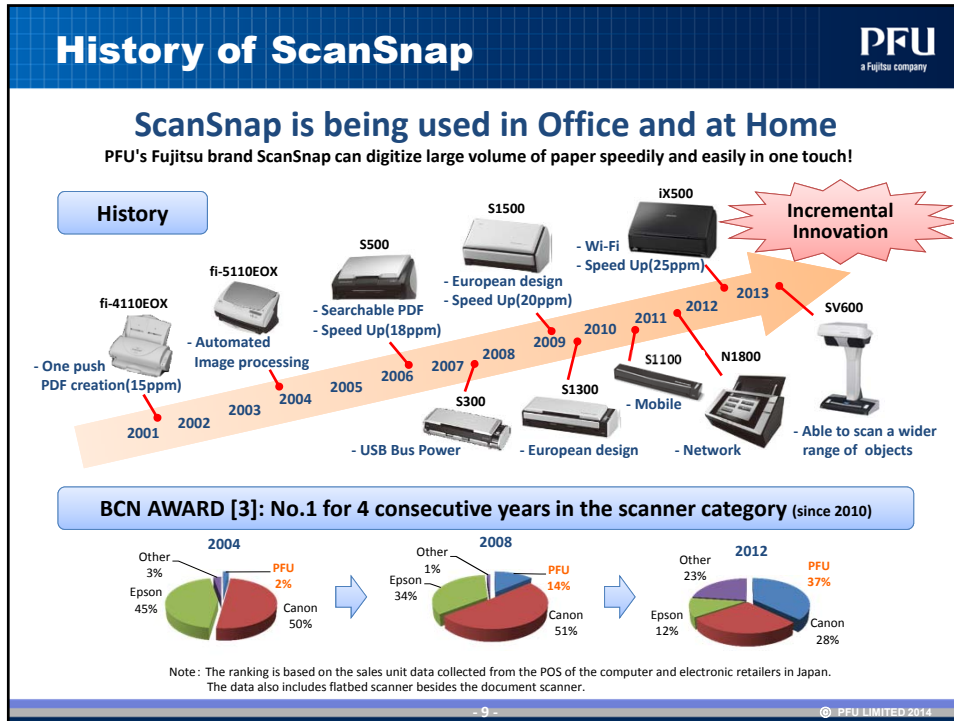 History of ScanSnap
PFU
a Fujitsu company
ScanSnap is being used in Office and at Home
PFU's Fujitsu brand ScanSnap can digitize large volume of paper speedily and easily in one touch!
History
Incremental
Innovation
fi-4110EOX
- One push
PDF creation(15ppm)
fi-5110EOX
- Automated
Image processing
S500
- Searchable PDF
- Speed Up(18ppm)
S1500
- European design
- Speed Up(20ppm)
iX500
- Wi-Fi
- Speed Up(25ppm)
2001
2002
2003
2004
2005
2006
2007
2008
2009
2010
2011
2012
2013
S300
- USB Bus Power
S1300
- European design
S1100
- Mobile
N1800
- Network
SV600
- Able to scan a wider
range of objects
BCN AWARD [3]: No.1 for 4 consecutive years in the scanner category (since 2010)
2004
Other
3%
PFU
2%
Epson
45%
Canon
50%
2008
Other
1%
PFU
14%
Epson
34%
Canon
51%
2012
Other
23%
PFU
37%
Epson
12%
Canon
28%
Note : The ranking is based on the sales unit data collected from the POS of the computer and electronic retailers in Japan.
The data also includes flatbed scanner besides the document scanner.
- 9 -
© PFU LIMITED 2014